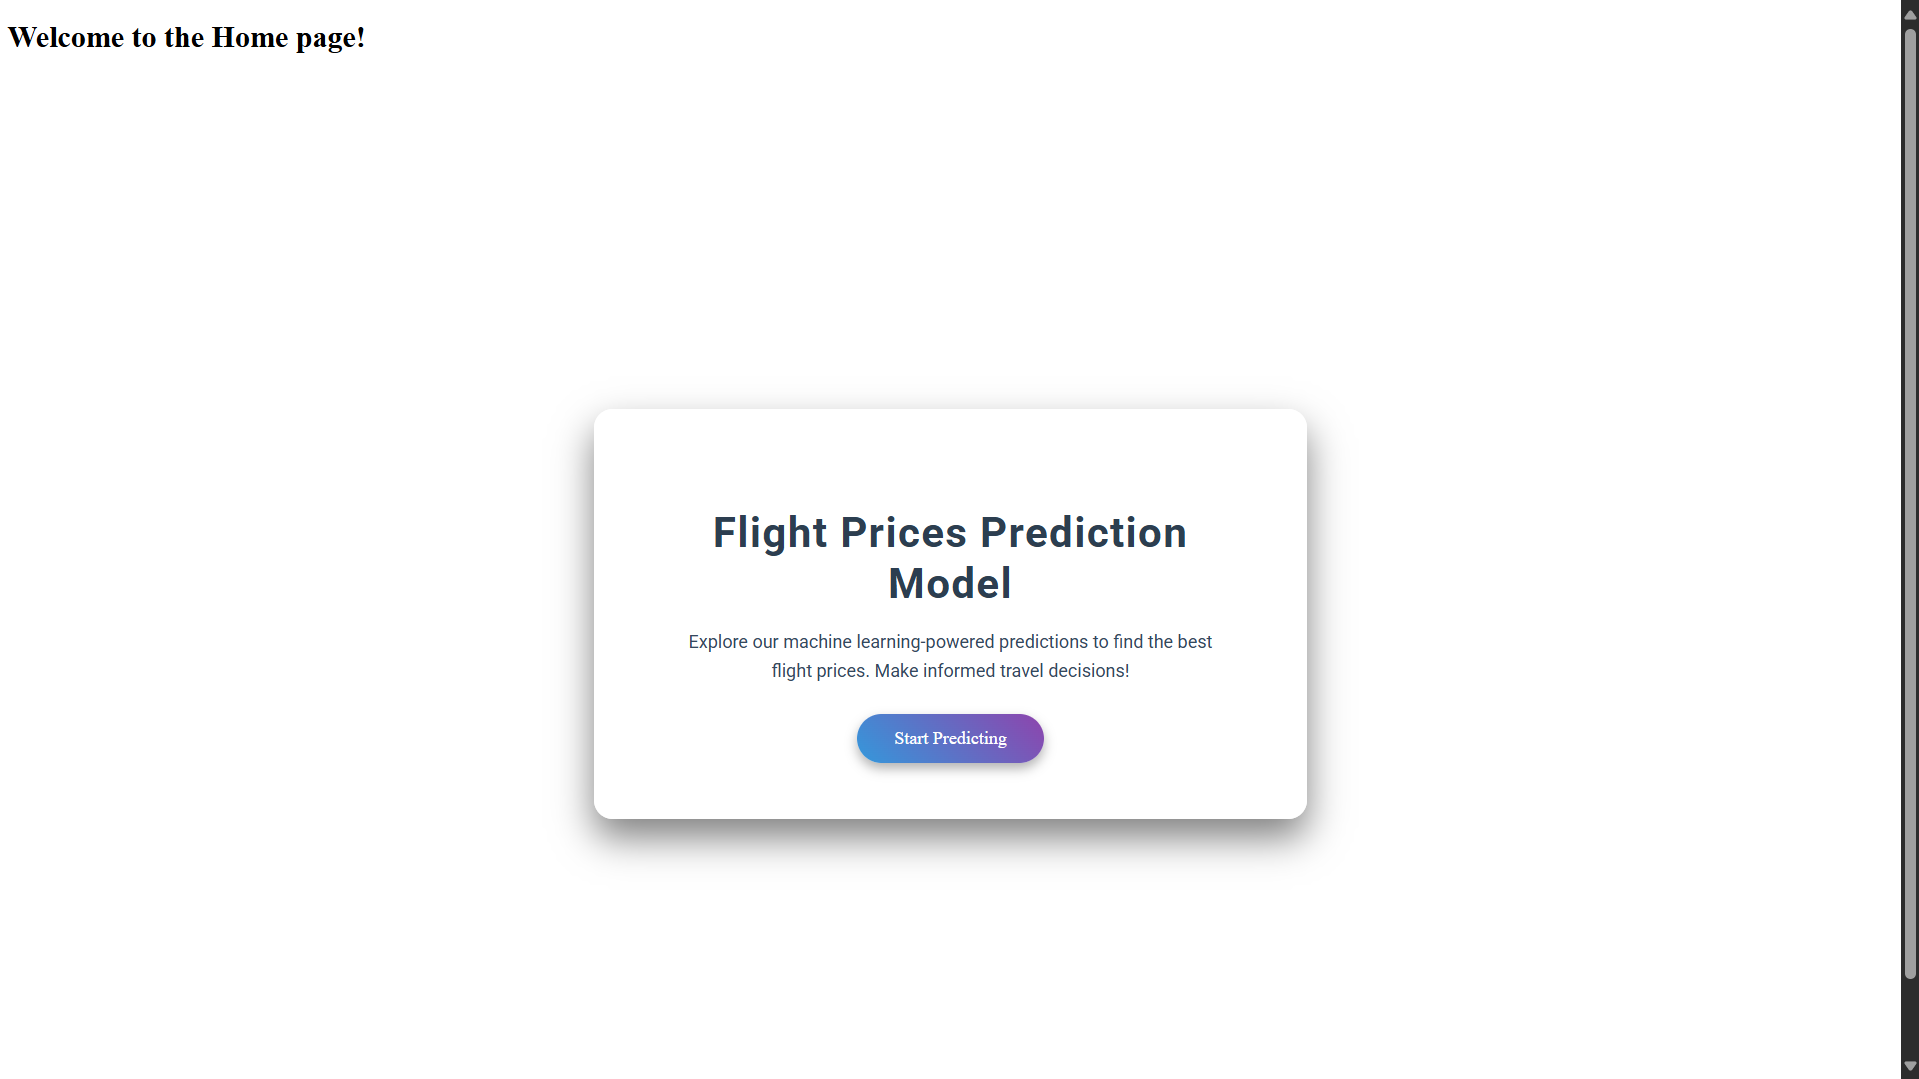 Welcome to the Home page!
Flight Prices Prediction
Model
Explore our machine learning-powered predictions to find the best
flight prices. Make informed travel decisions!
Start Predicting